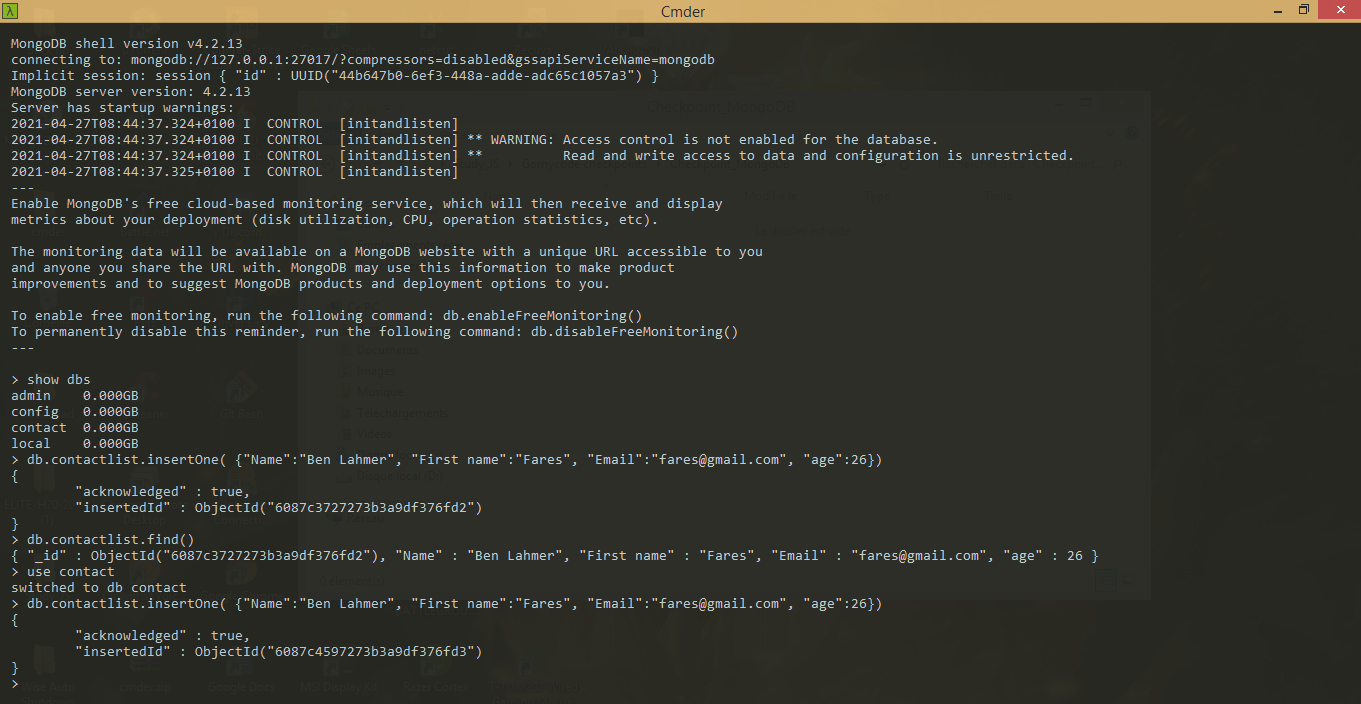 Cmder
MongoDB shell version v4.2.13
connecting to: mongodb://127.0.0.1:27017/?compressors=disabled&gssapiServiceName=mongodb
Implicit session: session { "id" : UUID("44b647b0-6ef3-448a-adde-adc65c1057a3") }
MongoDB server version: 4.2.13
Server has startup warnings:
2021-04-27T08:44:37.324+0100 I  CONTROL  [initandlisten]
2021-04-27T08:44:37.324+0100 I  CONTROL  [initandlisten] ** WARNING: Access control is not enabled for the database.
2021-04-27T08:44:37.324+0100 I  CONTROL  [initandlisten] **          Read and write access to data and configuration is unrestricted.
2021-04-27T08:44:37.325+0100 I  CONTROL  [initandlisten]
---
Enable MongoDB's free cloud-based monitoring service, which will then receive and display
metrics about your deployment (disk utilization, CPU, operation statistics, etc).
The monitoring data will be available on a MongoDB website with a unique URL accessible to you
and anyone you share the URL with. MongoDB may use this information to make product
improvements and to suggest MongoDB products and deployment options to you.
To enable free monitoring, run the following command: db.enableFreeMonitoring()
To permanently disable this reminder, run the following command: db.disableFreeMonitoring()
---
> show dbs
admin    0.000GB
config   0.000GB
contact  0.000GB
local    0.000GB
> db.contactlist.insertOne( {"Name":"Ben Lahmer", "First name":"Fares", "Email":"fares@gmail.com", "age":26})
{
        "acknowledged" : true,
        "insertedId" : ObjectId("6087c3727273b3a9df376fd2")
}
> db.contactlist.find()
{ "_id" : ObjectId("6087c3727273b3a9df376fd2"), "Name" : "Ben Lahmer", "First name" : "Fares", "Email" : "fares@gmail.com", "age" : 26 }
> use contact
switched to db contact
> db.contactlist.insertOne( {"Name":"Ben Lahmer", "First name":"Fares", "Email":"fares@gmail.com", "age":26})
{
        "acknowledged" : true,
        "insertedId" : ObjectId("6087c4597273b3a9df376fd3")
}
>